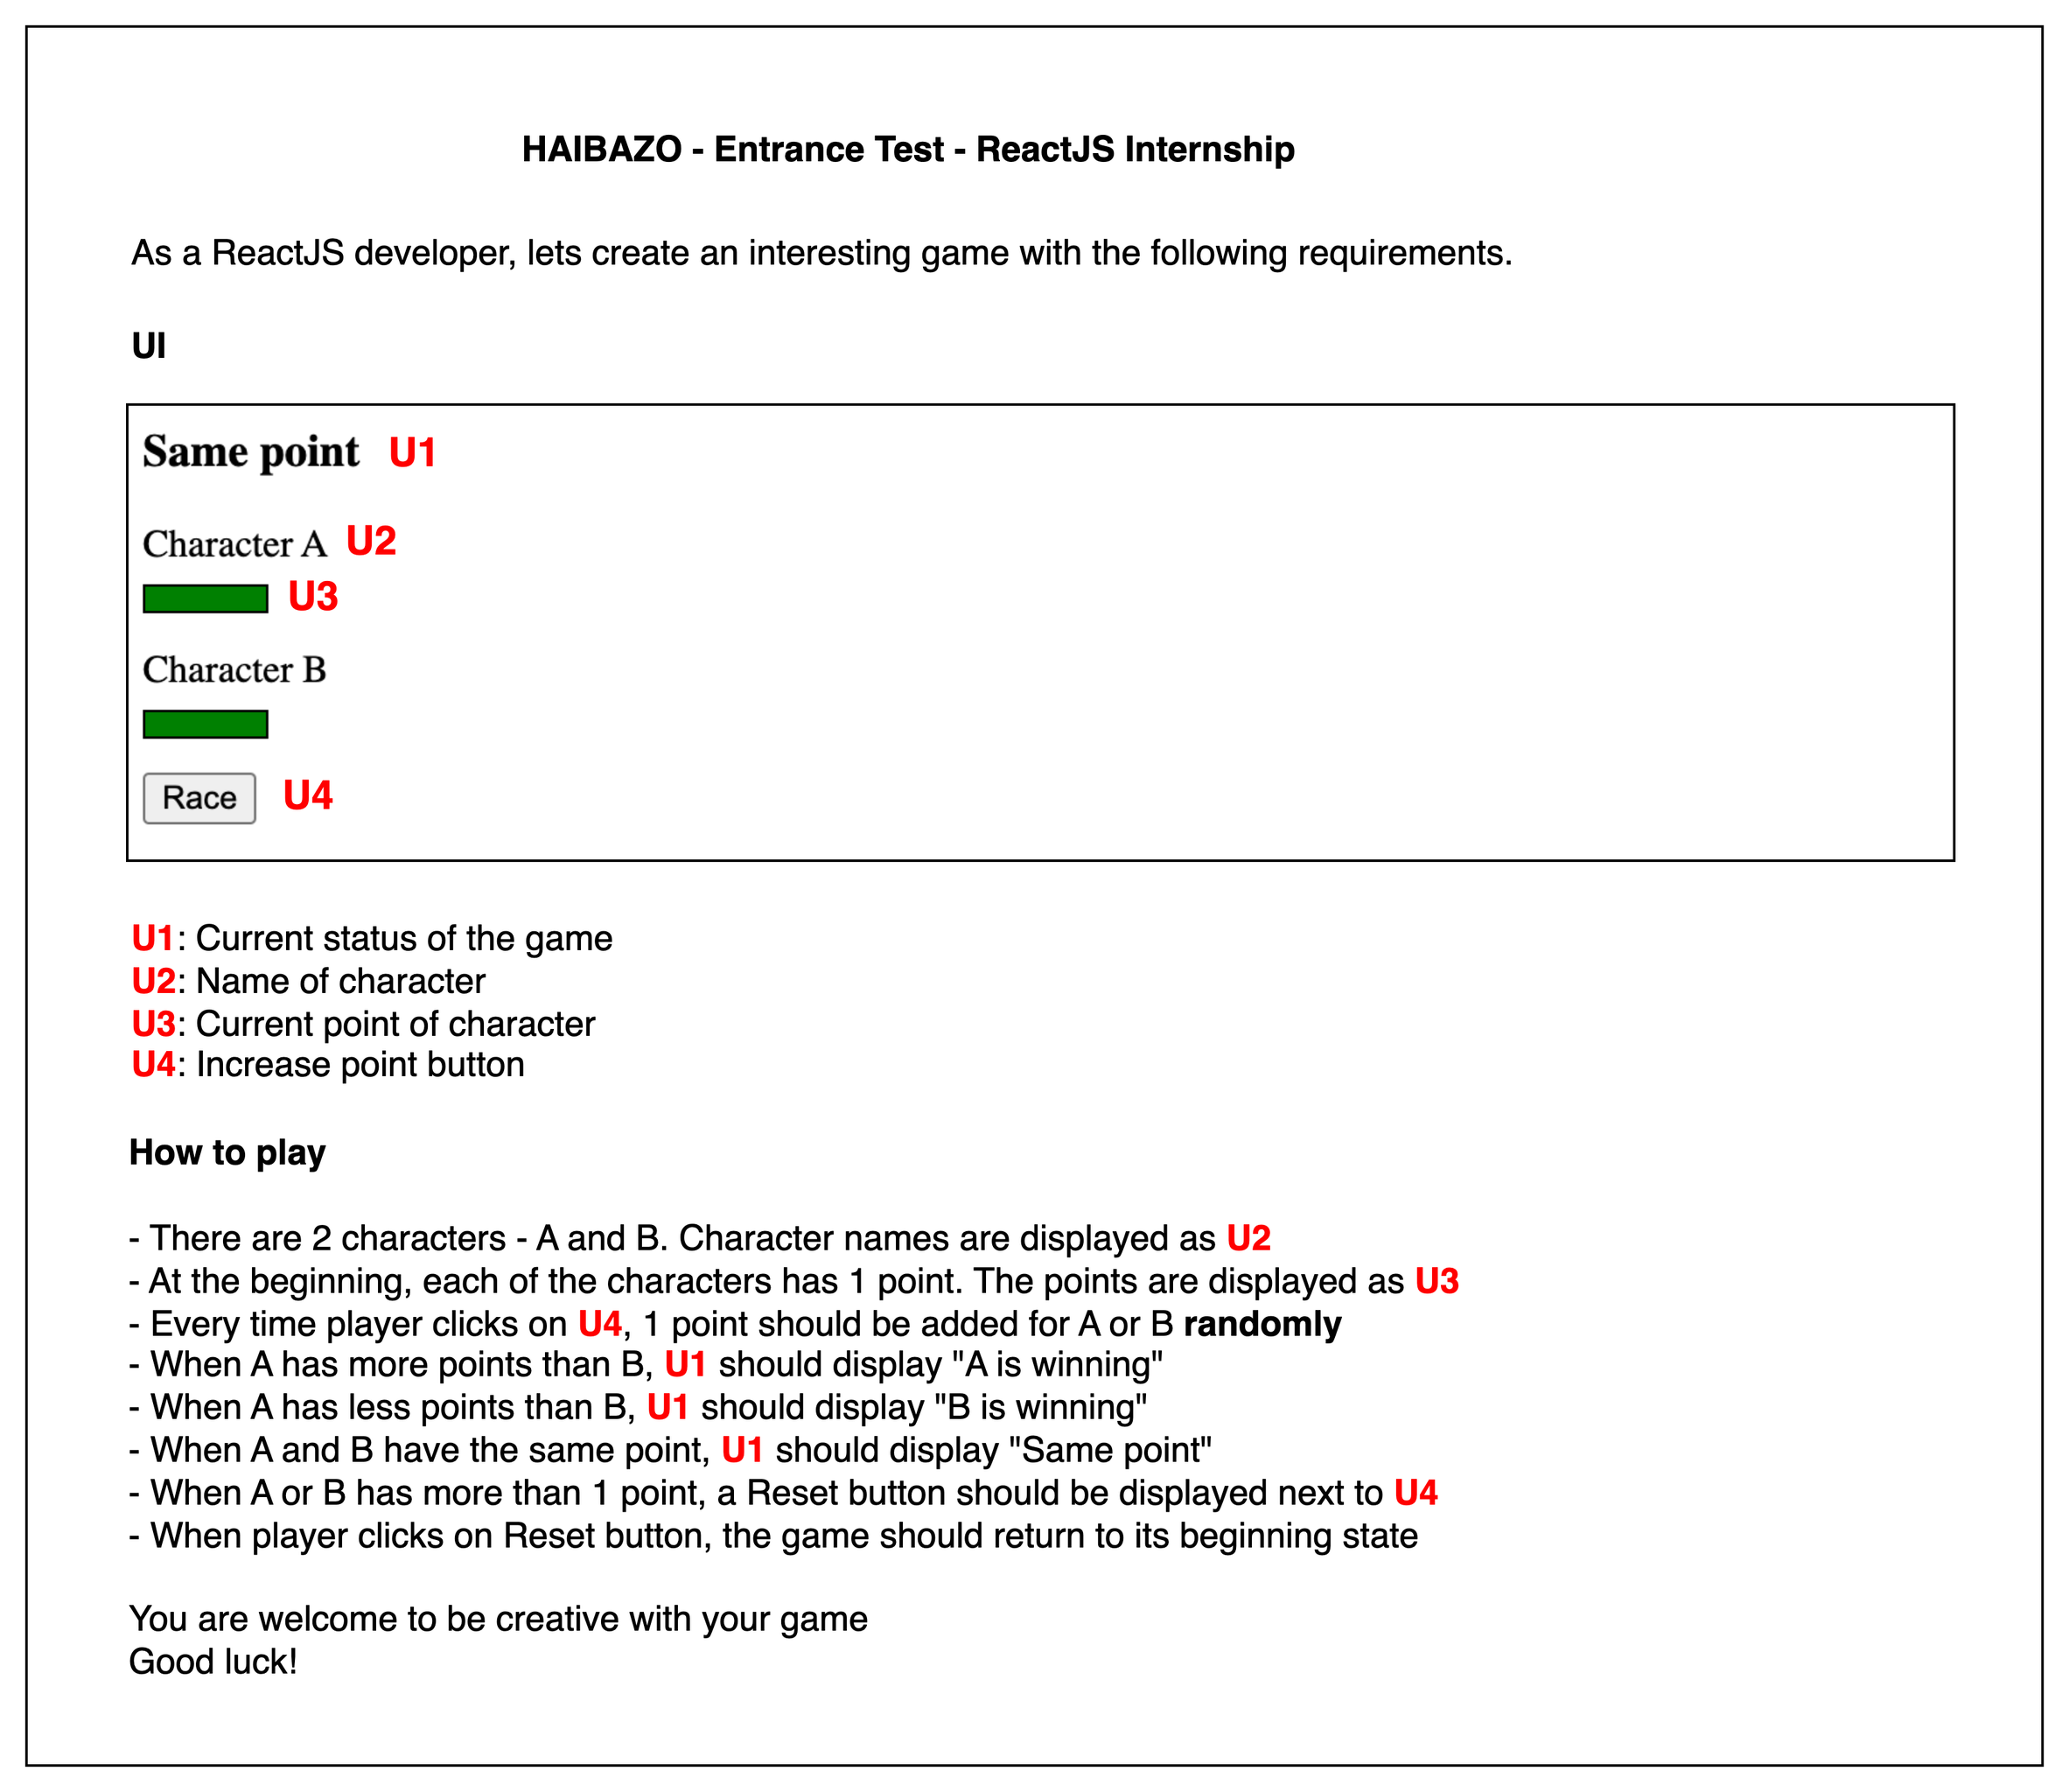 HAIBAZO - Entrance Test - ReactJS Internship
As a ReactJS developer, lets create an interesting game with the following requirements.
UI
Same point U1
Character A U2
U3
Character B
Race U4
U1: Current status of the game
U2: Name of character
U3: Current point of character
U4: Increase point button
How to play
- There are 2 characters - A and B. Character names are displayed as U2
- At the beginning, each of the characters has 1 point. The points are displayed as U3
- Every time player clicks on U4, 1 point should be added for A or B randomly
- When A has more points than B, U1 should display "A is winning"
- When A has less points than B, U1 should display "B is winning"
- When A and B have the same point, U1 should display "Same point"
- When A or B has more than 1 point, a Reset button should be displayed next to U4
- When player clicks on Reset button, the game should return to its beginning state
You are welcome to be creative with your game
Good luck!